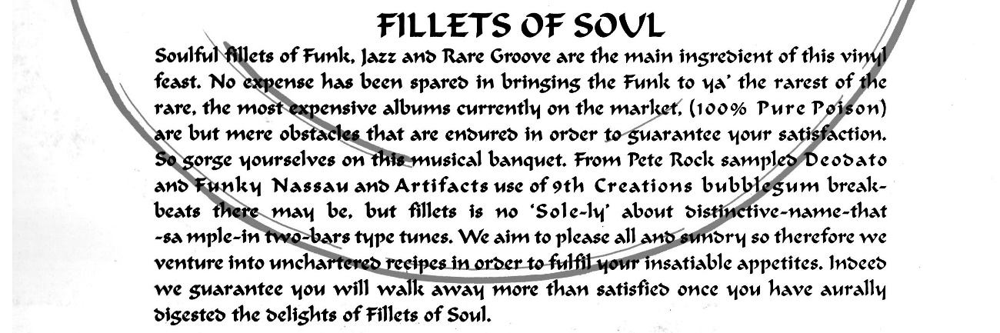 FILLETS OF SOUL
Soulful fillets of Funk, Jazz and Rare Groove are the main ingredient of this vinyl
feast. No expense has been spared in bringing the Funk to ya' the rarest of the
rare, the most expensive albums currently on the market, (100% Pure Poison)
are but mere obstacles that are endured in order to guarantee your satisfaction.
So gorge yourselves on this musical banquet. From Pete Rock sampled Deodato
and Funky Nassau and Artifacts use of 9th Creations bubblegum break-
beats there may be, but fillets is no 'Sole-ly' about distinctive-name-that
-sa mple-in two-bars type tunes. We aim to please all and sundry so therefore we
venture into unchartered recipes in order to fulfil your insatiable appetites. Indeed
we guarantee you will walk away more than satisfied once you have aurally
digested the delights of Fillets of Soul.